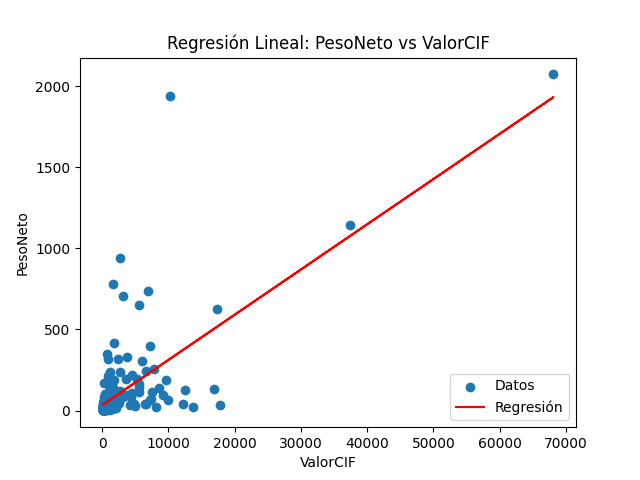 Regresión Lineal: PesoNeto vs ValorCIF
2000
1500
1000
500
0
PesoNeto
0 10000 20000 30000 40000 50000 60000 70000
ValorCIF
Datos
Regresión